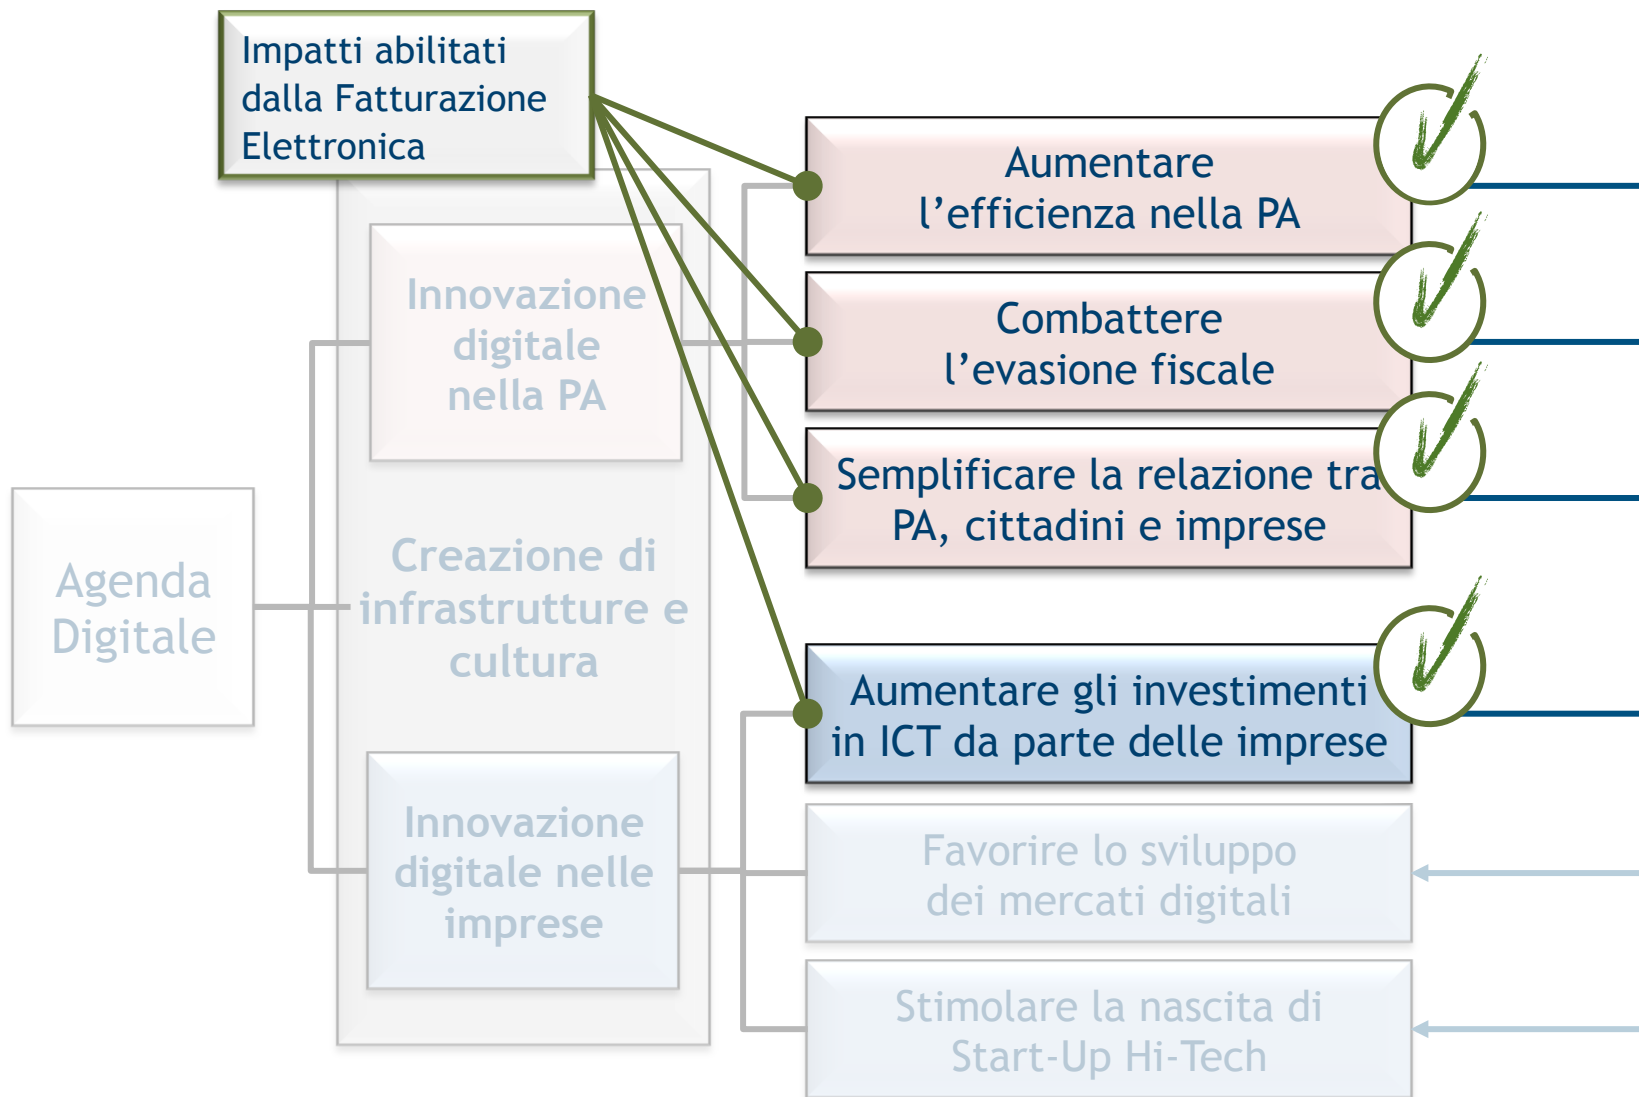 Impatti abilitati
dalla Fatturazione
Elettronica
Aumentare
l’efficienza nella PA
Combattere
l’evasione fiscale
Semplificare la relazione tra
PA, cittadini e imprese
Innovazione
digitale
nella PA
Agenda
Digitale
Creazione di
infrastrutture e
cultura
Aumentare gli investimenti
in ICT da parte delle imprese
Innovazione
digitale nelle
imprese
Favorire lo sviluppo
dei mercati digitali
Stimolare la nascita di
Start-Up Hi-Tech